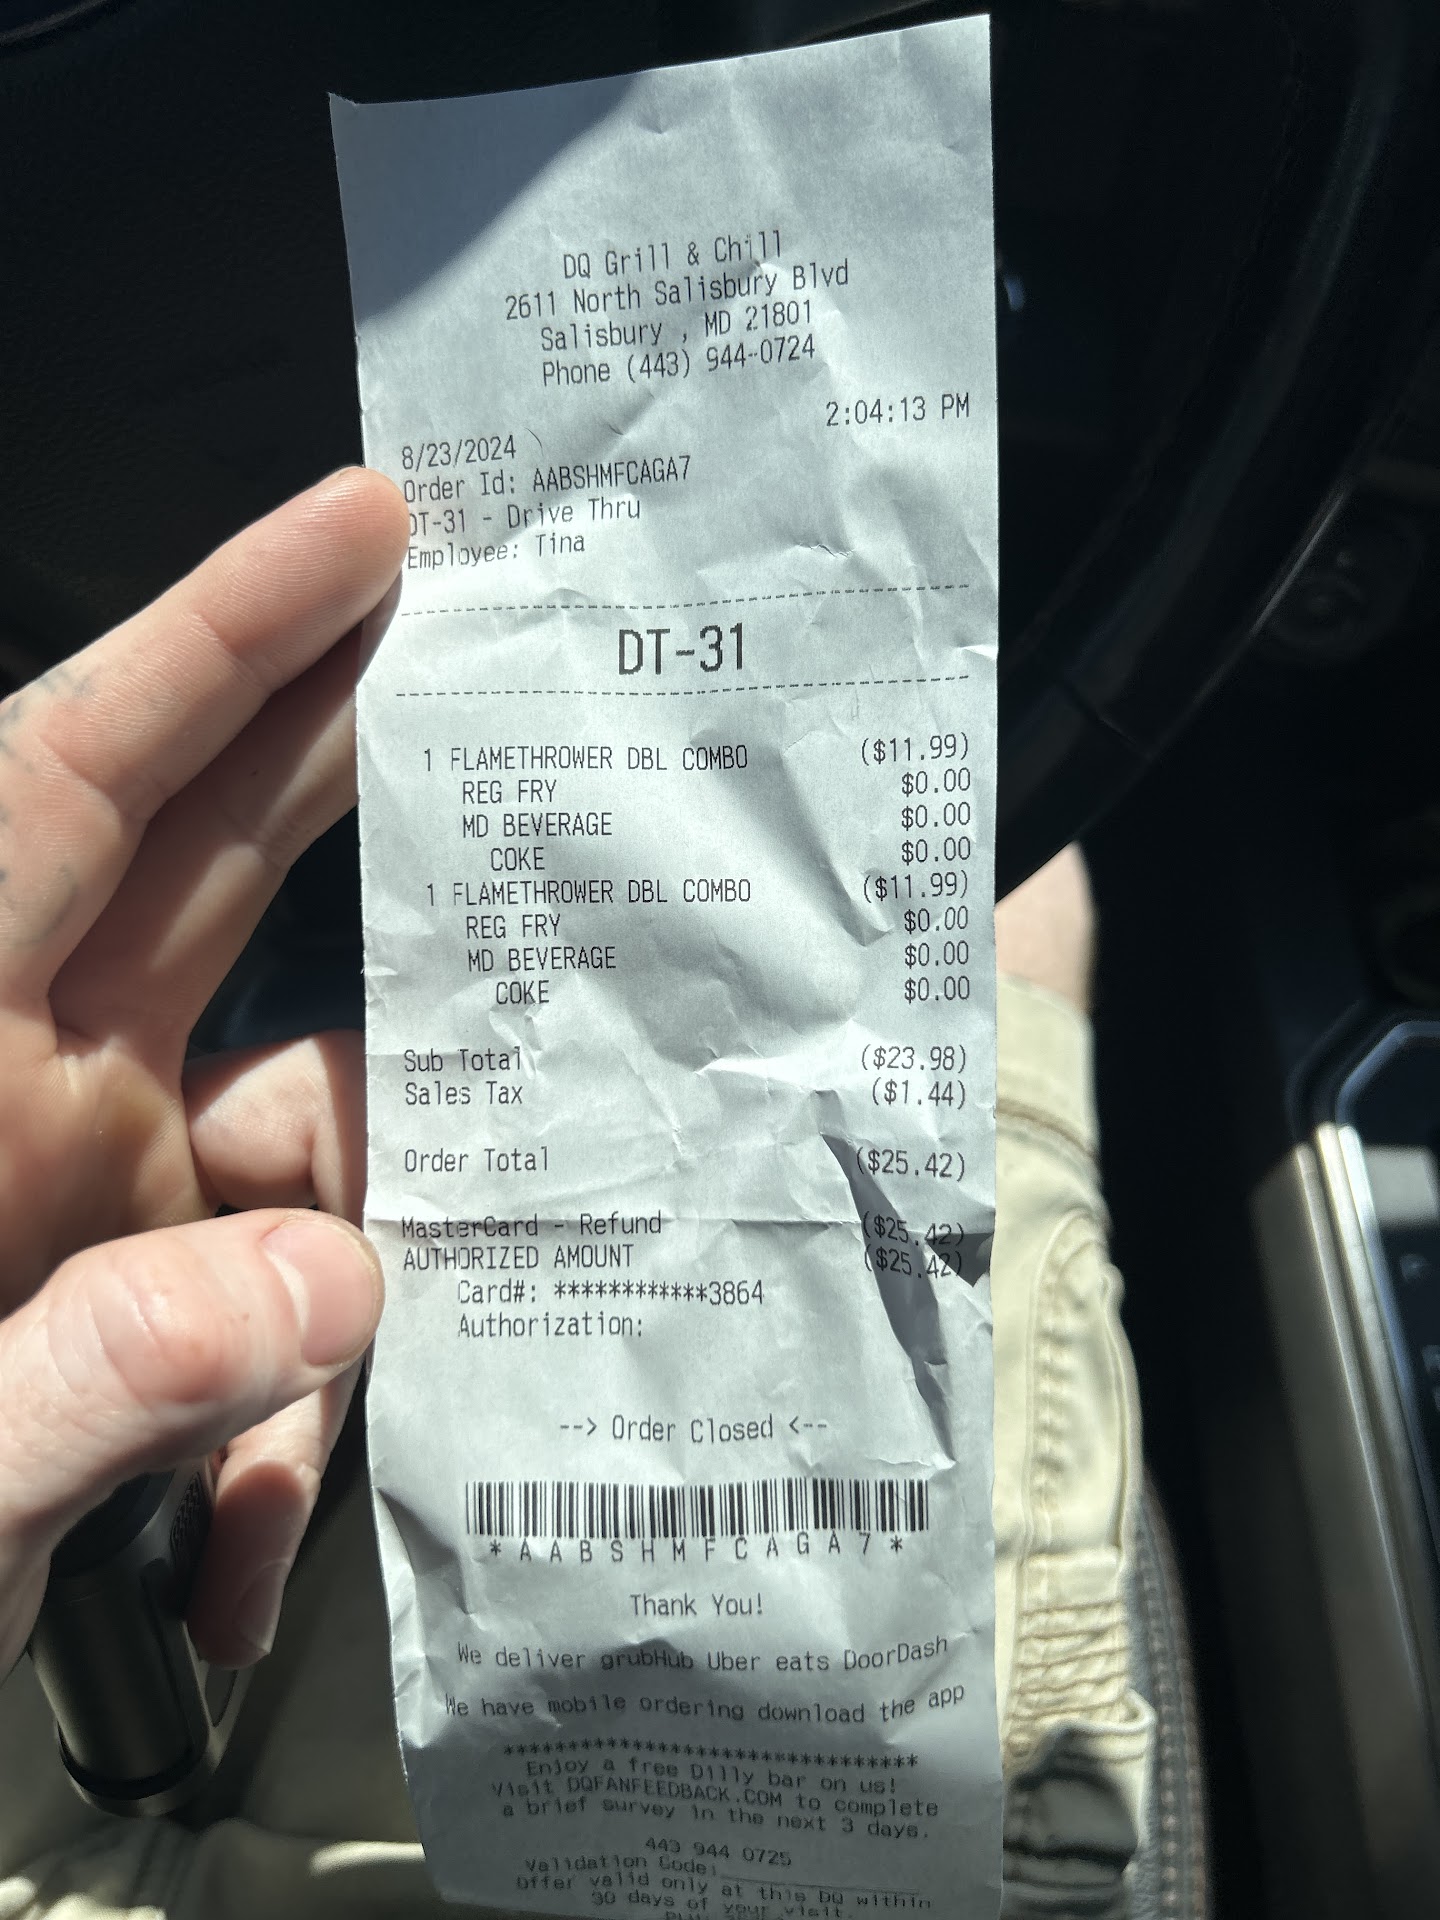 DQ Grill & Chill
2611 North Salisbury Blvd
Salisbury , MD 21801
Phone (443) 944-0724
2:04:13 PM
8/23/2024
Order Id: AABSHMFCAGA7
DT-31 - Drive Thru
Employee: Tina
DT-31
1 FLAMETHROWER DBL COMBO ($11.99)
REG FRY $0.00
MD BEVERAGE $0.00
COKE $0.00
1 FLAMETHROWER DBL COMBO ($11.99)
REG FRY $0.00
MD BEVERAGE $0.00
COKE $0.00
Sub Total ($23.98)
Sales Tax ($1.44)
Order Total ($25.42)
MasterCard - Refund ($25.42)
AUTHORIZED AMOUNT ($25.42)
Card#: ************3864
Authorization:
--> Order Closed <--
*AABSHMFCAGA7*
Thank You!
We deliver grubHub Uber eats DoorDash
We have mobile ordering download the app
*******************************
Enjoy a free Dilly bar on us!
Visit DQFANFEEDBACK.COM to complete
a brief survey in the next 3 days.
443 944 0725
Validation Code:____________
Offer valid only at this DQ within
30 days of your visit.